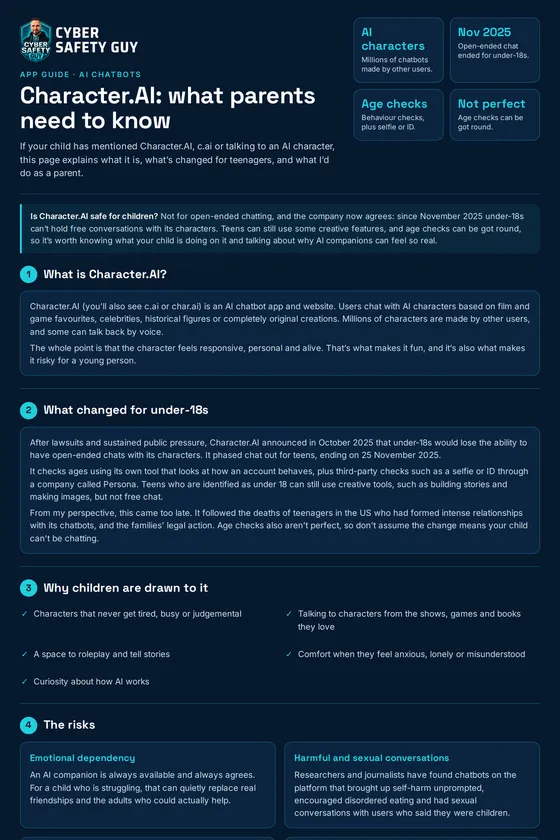 CYBER
SAFETY GUY
CYBER
SAFETY
GUY
APP GUIDE · AI CHATBOTS
Character.AI: what parents
need to know
If your child has mentioned Character.AI, c.ai or talking to an AI character,
this page explains what it is, what's changed for teenagers, and what I'd
do as a parent.
AI
characters
Millions of chatbots
made by other users.
Nov 2025
Open-ended chat
ended for under-18s.
Age checks
Behaviour checks,
plus selfie or ID.
Not perfect
Age checks can be
got round.
Is Character.AI safe for children? Not for open-ended chatting, and the company now agrees: since November 2025 under-18s
can't hold free conversations with its characters. Teens can still use some creative features, and age checks can be got round,
so it's worth knowing what your child is doing on it and talking about why AI companions can feel so real.
1 What is Character.AI?
Character.AI (you'll also see c.ai or char.ai) is an AI chatbot app and website. Users chat with AI characters based on film and
game favourites, celebrities, historical figures or completely original creations. Millions of characters are made by other users,
and some can talk back by voice.
The whole point is that the character feels responsive, personal and alive. That's what makes it fun, and it's also what makes
it risky for a young person.
2 What changed for under-18s
After lawsuits and sustained public pressure, Character.AI announced in October 2025 that under-18s would lose the ability to
have open-ended chats with its characters. It phased chat out for teens, ending on 25 November 2025.
It checks ages using its own tool that looks at how an account behaves, plus third-party checks such as a selfie or ID through
a company called Persona. Teens who are identified as under 18 can still use creative tools, such as building stories and
making images, but not free chat.
From my perspective, this came too late. It followed the deaths of teenagers in the US who had formed intense relationships
with its chatbots, and the families' legal action. Age checks also aren't perfect, so don't assume the change means your child
can't be chatting.
3 Why children are drawn to it
✓ Characters that never get tired, busy or judgemental
✓ Talking to characters from the shows, games and books
they love
✓ A space to roleplay and tell stories
✓ Comfort when they feel anxious, lonely or misunderstood
✓ Curiosity about how AI works
4 The risks
Emotional dependency
An AI companion is always available and always agrees.
For a child who is struggling, that can quietly replace real
friendships and the adults who could actually help.
Harmful and sexual conversations
Researchers and journalists have found chatbots on the
platform that brought up self-harm unprompted,
encouraged disordered eating and had sexual
conversations with users who said they were children.